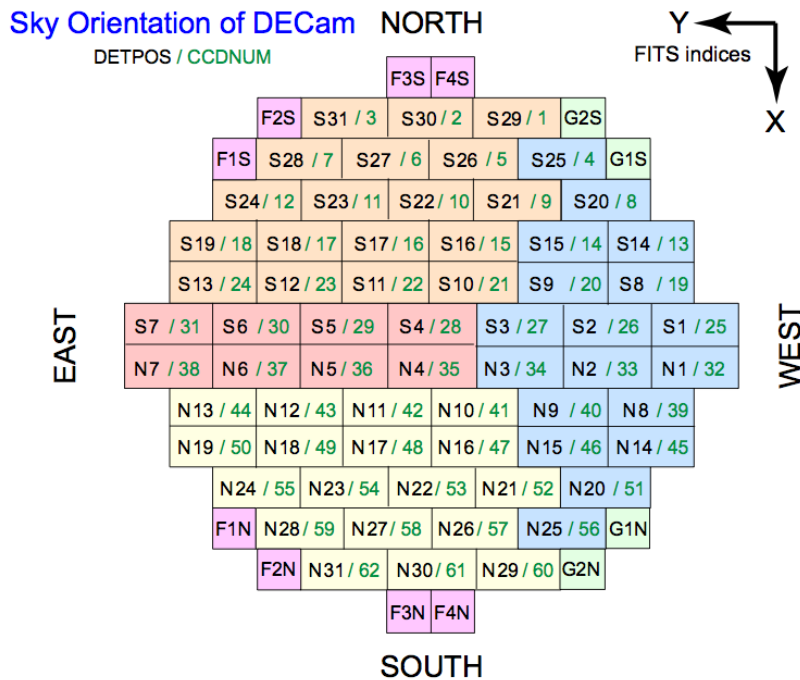 Sky Orientation of DECam NORTH Y
DETPOS / CCDNUM FITS indices
X
F3S F4S
F2S S31 / 3 S30 / 2 S29 / 1 G2S
F1S S28 / 7 S27 / 6 S26 / 5 S25 / 4 G1S
S24 / 12 S23 / 11 S22 / 10 S21 / 9 S20 / 8
S19 / 18 S18 / 17 S17 / 16 S16 / 15 S15 / 14 S14 / 13
S13 / 24 S12 / 23 S11 / 22 S10 / 21 S9 / 20 S8 / 19
EAST
S7 / 31 S6 / 30 S5 / 29 S4 / 28 S3 / 27 S2 / 26 S1 / 25
N7 / 38 N6 / 37 N5 / 36 N4 / 35 N3 / 34 N2 / 33 N1 / 32
WEST
N13 / 44 N12 / 43 N11 / 42 N10 / 41 N9 / 40 N8 / 39
N19 / 50 N18 / 49 N17 / 48 N16 / 47 N15 / 46 N14 / 45
N24 / 55 N23 / 54 N22 / 53 N21 / 52 N20 / 51
F1N N28 / 59 N27 / 58 N26 / 57 N25 / 56 G1N
F2N N31 / 62 N30 / 61 N29 / 60 G2N
F3N F4N
SOUTH